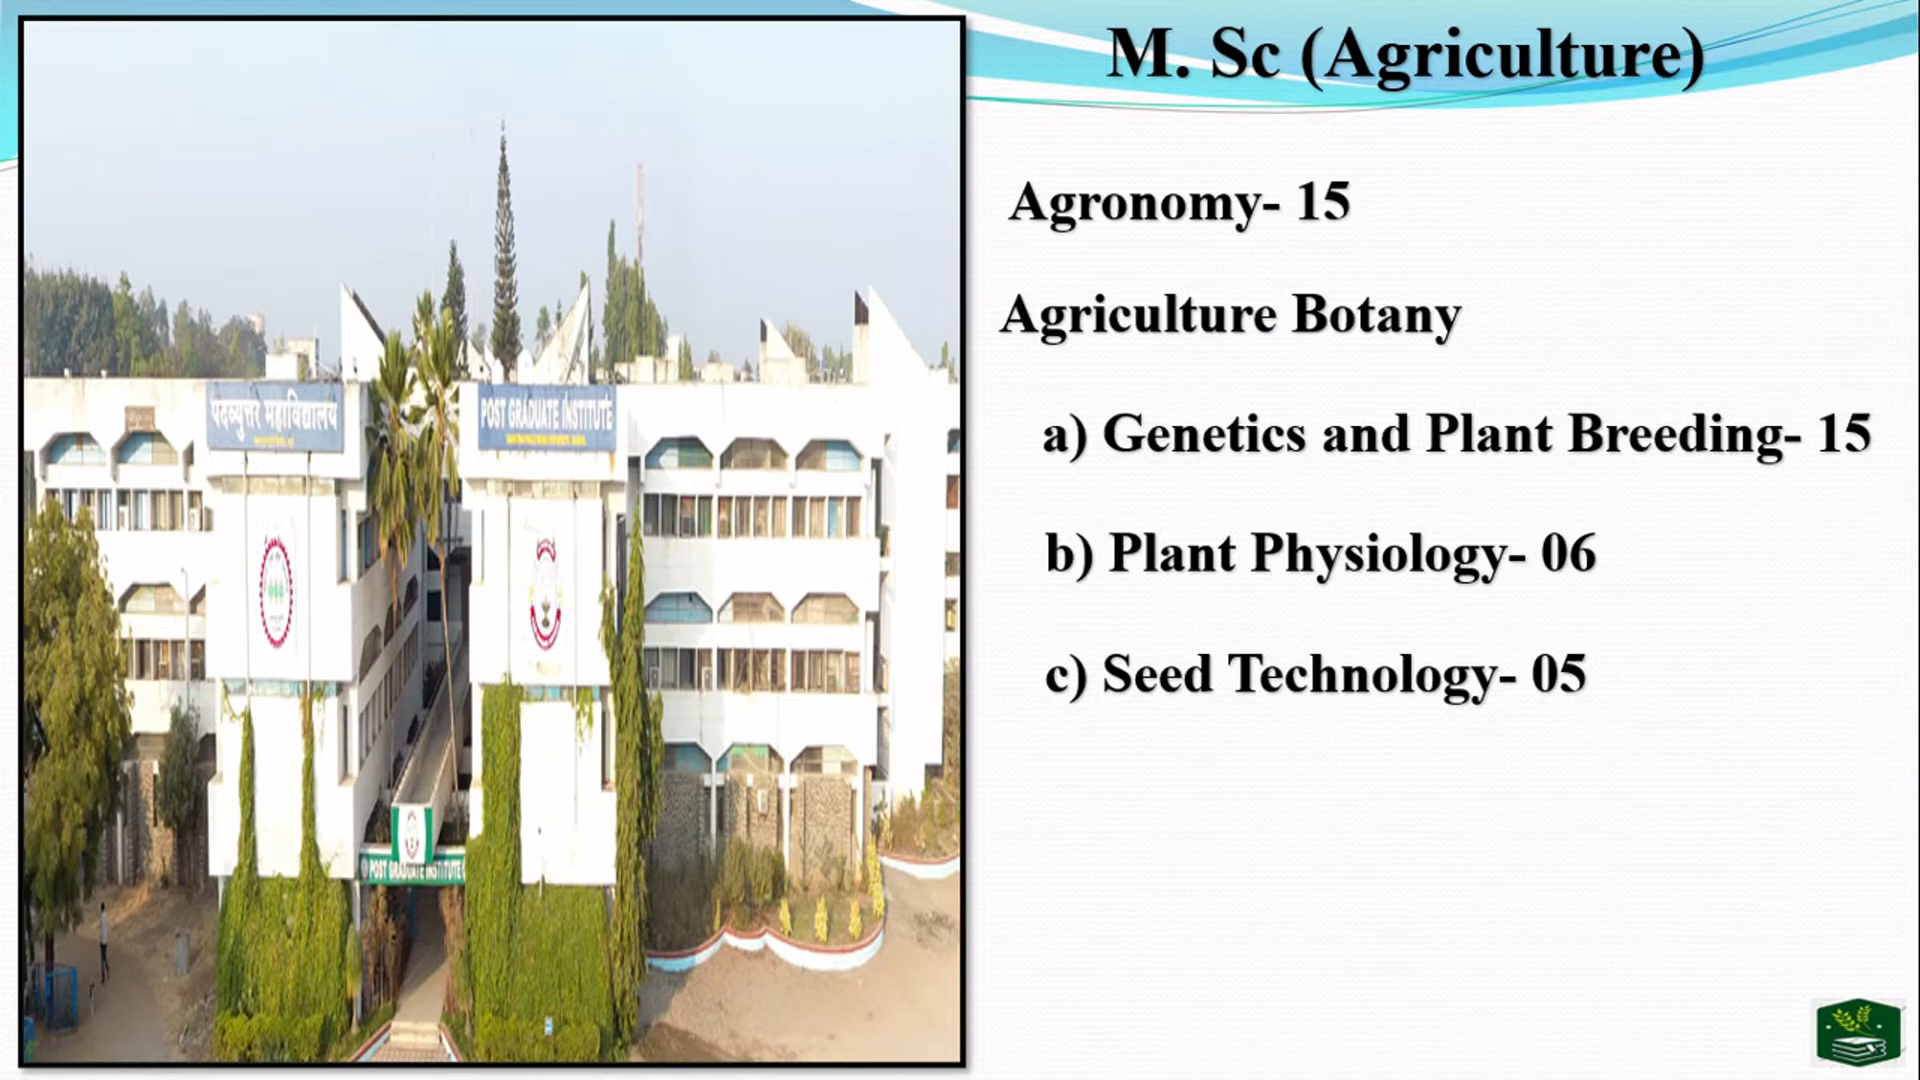 M. Sc (Agriculture)
Agronomy- 15
Agriculture Botany
a) Genetics and Plant Breeding- 15
b) Plant Physiology- 06
c) Seed Technology- 05
पदव्युत्तर महाविद्यालय
POST GRADUATE INSTITUTE
POST GRADUATE INSTITUTE